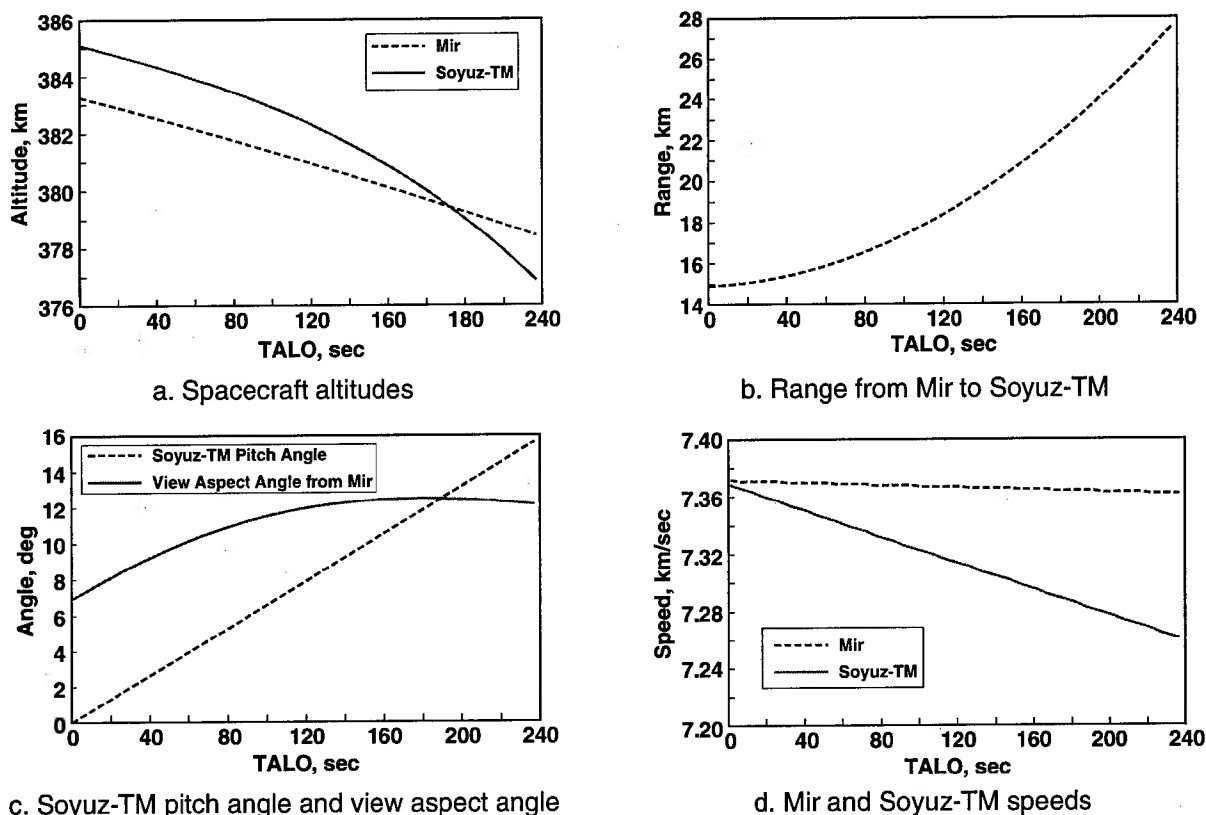 386
384
382
380
378
376
Altitude, km
Mir
Soyuz-TM
0 40 80 120 160 180 240
TALO, sec
a. Spacecraft altitudes
28
26
24
22
20
18
16
14
Range, km
0 40 80 120 160 200 240
TALO, sec
b. Range from Mir to Soyuz-TM
16
14
12
10
8
6
4
2
0
Angle, deg
Soyuz-TM Pitch Angle
View Aspect Angle from Mir
0 40 80 120 160 200 240
TALO, sec
c. Soyuz-TM pitch angle and view aspect angle
7.40
7.36
7.32
7.28
7.24
7.20
Speed, km/sec
Mir
Soyuz-TM
0 40 80 120 160 200 240
TALO, sec
d. Mir and Soyuz-TM speeds